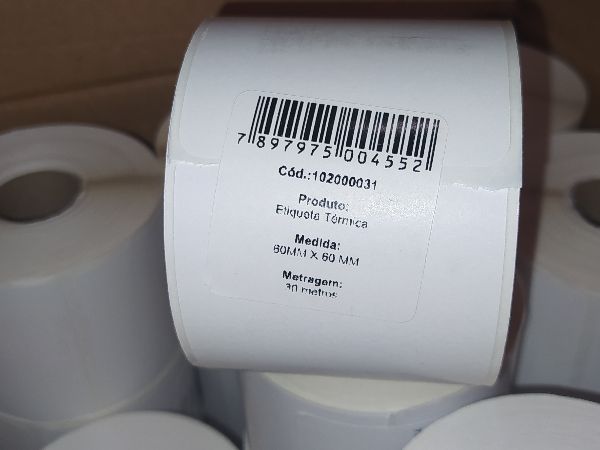 7 897975 004552
Cód.:102000031
Produto:
Etiqueta Térmica
Medida:
60MM X 60 MM
Metragem:
30 metros